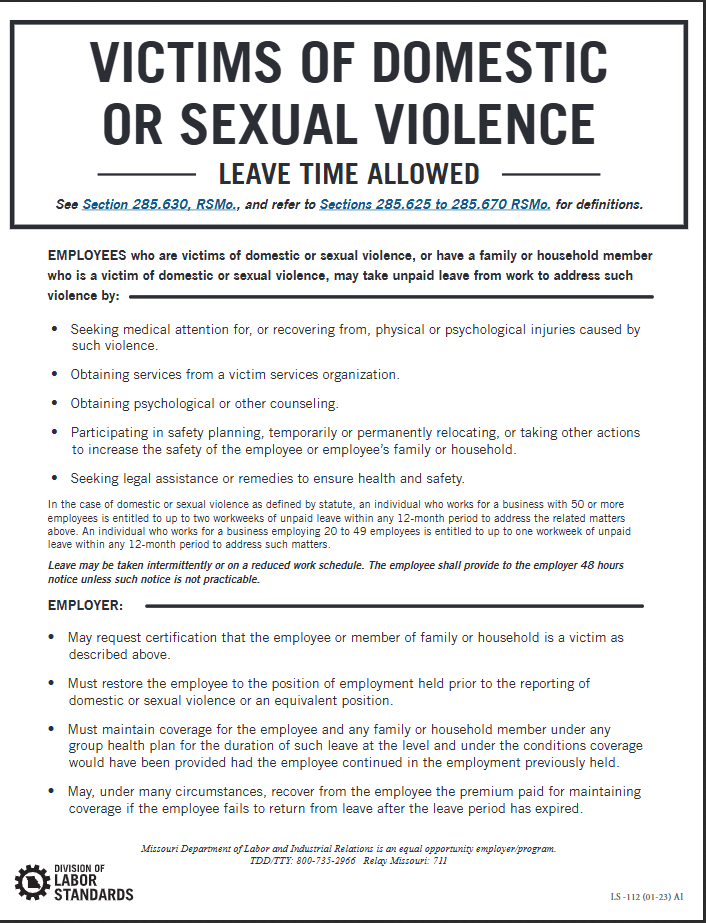 VICTIMS OF DOMESTIC
OR SEXUAL VIOLENCE
LEAVE TIME ALLOWED
See Section 285.630, RSMo., and refer to Sections 285.625 to 285.670 RSMo. for definitions.
EMPLOYEES who are victims of domestic or sexual violence, or have a family or household member
who is a victim of domestic or sexual violence, may take unpaid leave from work to address such
violence by:
• Seeking medical attention for, or recovering from, physical or psychological injuries caused by
such violence.
• Obtaining services from a victim services organization.
• Obtaining psychological or other counseling.
• Participating in safety planning, temporarily or permanently relocating, or taking other actions
to increase the safety of the employee or employee's family or household.
• Seeking legal assistance or remedies to ensure health and safety.
In the case of domestic or sexual violence as defined by statute, an individual who works for a business with 50 or more
employees is entitled to up to two workweeks of unpaid leave within any 12-month period to address the related matters
above. An individual who works for a business employing 20 to 49 employees is entitled to up to one workweek of unpaid
leave within any 12-month period to address such matters.
Leave may be taken intermittently or on a reduced work schedule. The employee shall provide to the employer 48 hours
notice unless such notice is not practicable.
EMPLOYER:
• May request certification that the employee or member of family or household is a victim as
described above.
• Must restore the employee to the position of employment held prior to the reporting of
domestic or sexual violence or an equivalent position.
• Must maintain coverage for the employee and any family or household member under any
group health plan for the duration of such leave at the level and under the conditions coverage
would have been provided had the employee continued in the employment previously held.
• May, under many circumstances, recover from the employee the premium paid for maintaining
coverage if the employee fails to return from leave after the leave period has expired.
Missouri Department of Labor and Industrial Relations is an equal opportunity employer/program.
TDD/TTY: 800-735-2966 Relay Missouri: 711
DIVISION OF
LABOR
STANDARDS
LS-112 (01-23) AI